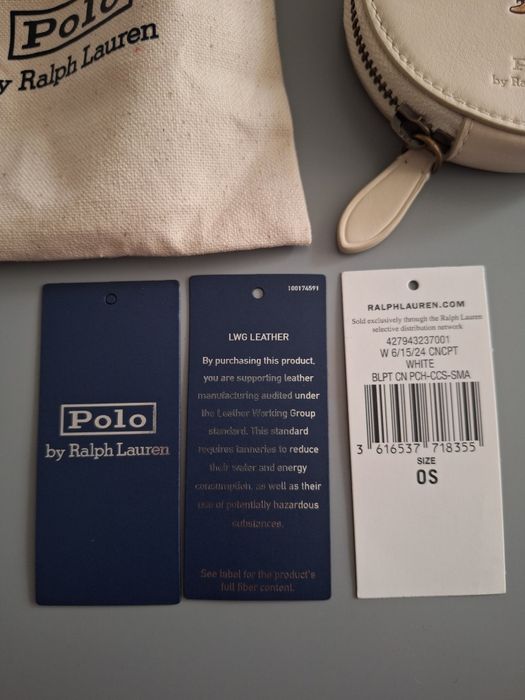 Polo
by Ralph Lauren
by Ra
Polo
by Ralph Lauren
100174591
LWG LEATHER
By purchasing this product,
you are supporting leather
manufacturing audited under
the Leather Working Group
standard. This standard
requires tanneries to reduce
their water and energy
consumption, as well as their
use of potentially hazardous
substances.
See label for the product's
full fiber content.
RALPHLAUREN.COM
Sold exclusively through the Ralph Lauren
selective distribution network
427943237001
W 6/15/24 CNCPT
WHITE
BLPT CN PCH-CCS-SMA
3 616537 718355
SIZE
OS